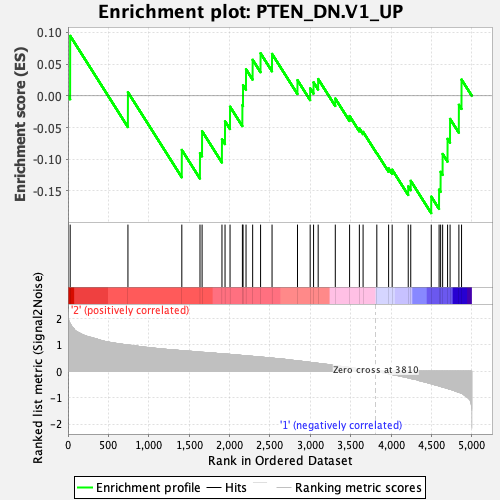 Enrichment plot: PTEN_DN.V1_UP
Enrichment score (ES)
0.10
0.05
0.00
-0.05
-0.10
-0.15
'2' (positively correlated)
Ranked list metric (Signal2Noise)
2
1
0
-1
-2
Zero cross at 3810
'1' (negatively correlated)
0 500 1,000 1,500 2,000 2,500 3,000 3,500 4,000 4,500 5,000
Rank in Ordered Dataset
Enrichment profile Hits Ranking metric scores